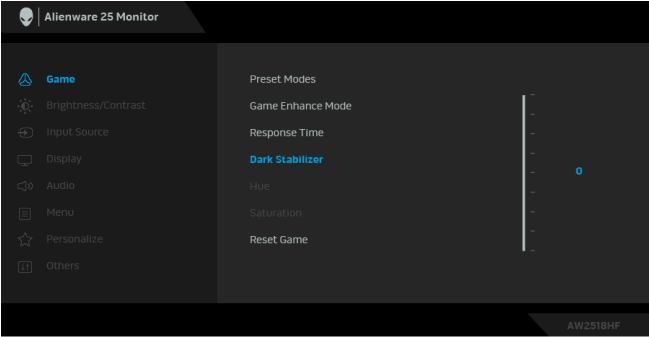 Alienware 25 Monitor
Game
Brightness/Contrast
Input Source
Display
Audio
Menu
Personalize
Others
Preset Modes
Game Enhance Mode
Response Time
Dark Stabilizer
Hue
Saturation
Reset Game
0
AW2518HF